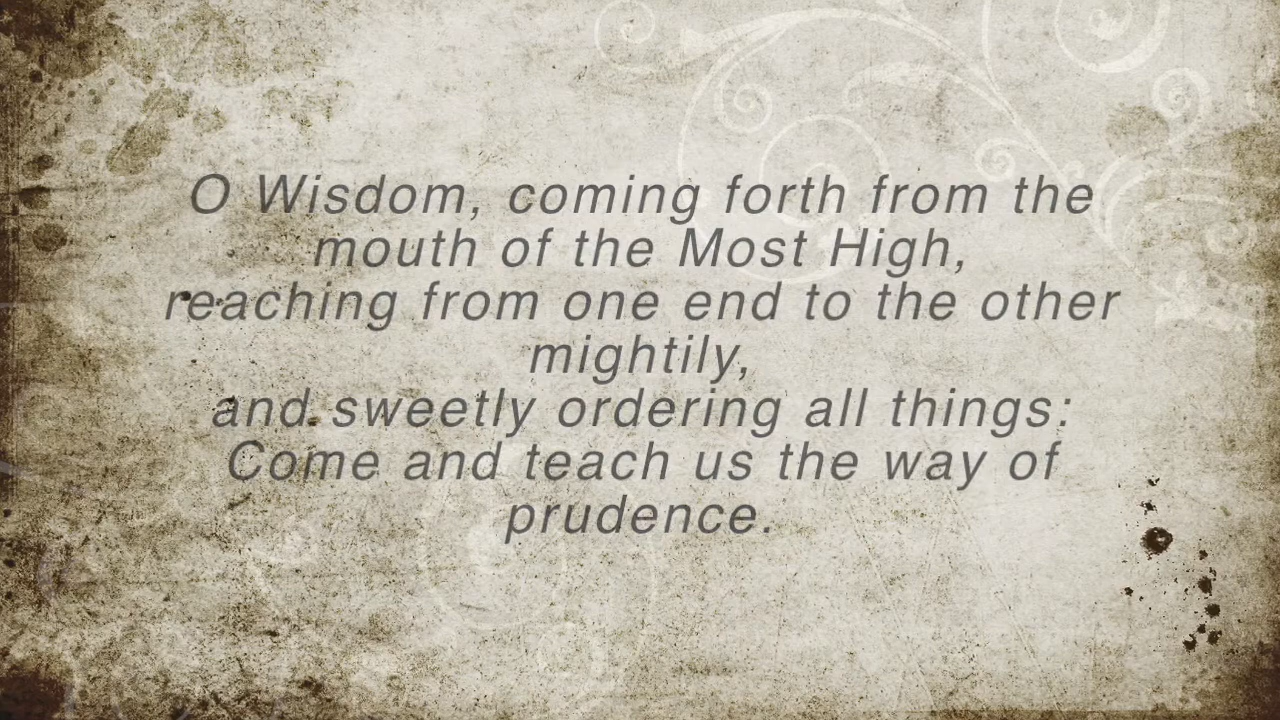 O Wisdom, coming forth from the
mouth of the Most High,
reaching from one end to the other
mightily,
and sweetly ordering all things:
Come and teach us the way of
prudence.